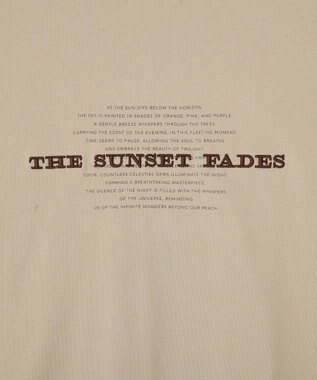 AS THE SUN DIPS BELOW THE HORIZON,
THE SKY IS PAINTED IN SHADES OF ORANGE, PINK, AND PURPLE.
A GENTLE BREEZE WHISPERS THROUGH THE TREES,
CARRYING THE SCENT OF THE EVENING. IN THIS FLEETING MOMENT,
TIME SEEMS TO PAUSE, ALLOWING THE SOUL TO BREATHE
AND EMBRACE THE BEAUTY OF TWILIGHT.
THE SUNSET FADES
SOON, COUNTLESS CELESTIAL GEMS ILLUMINATE THE NIGHT,
FORMING A BREATHTAKING MASTERPIECE.
THE SILENCE OF THE NIGHT IS FILLED WITH THE WHISPERS
OF THE UNIVERSE, REMINDING
US OF THE INFINITE WONDERS BEYOND OUR REACH.